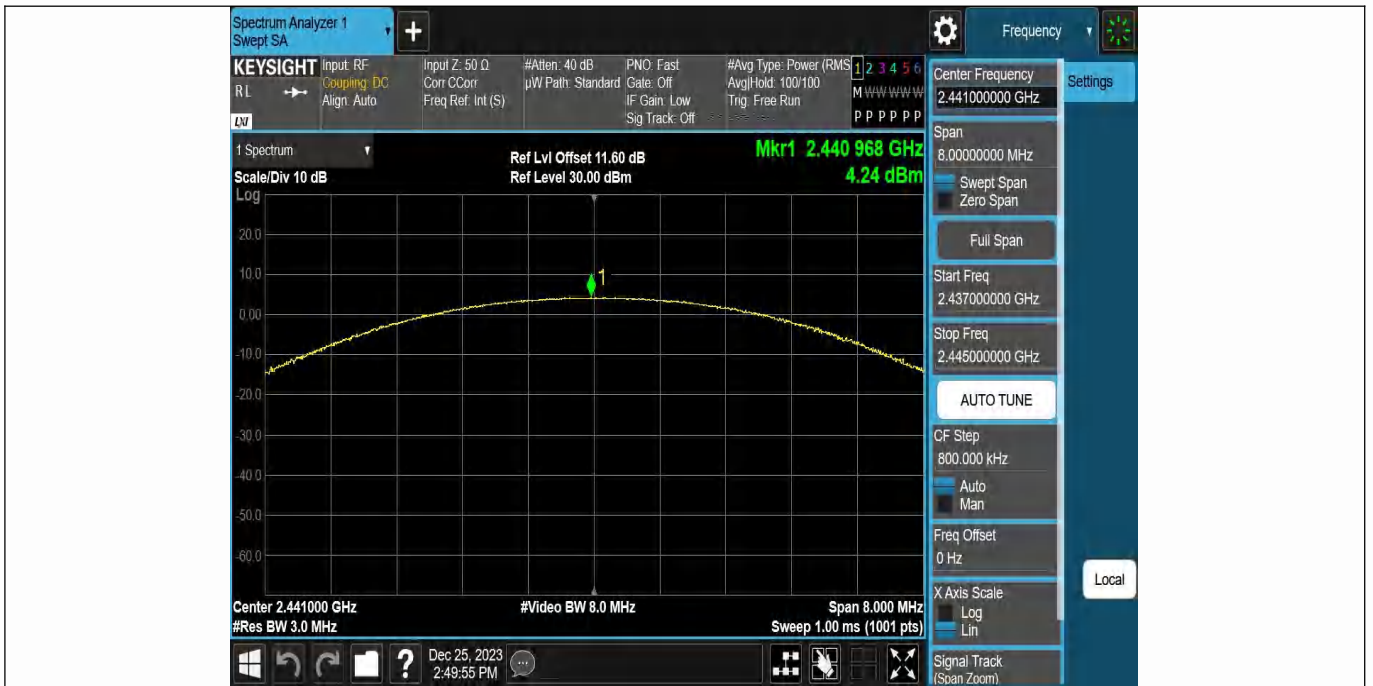 Spectrum Analyzer 1
Swept SA
+
Frequency
KEYSIGHT
RL
LXI
Input: RF
Coupling: DC
Align: Auto
Input Z: 50 Ω
Corr CCorr
Freq Ref: Int (S)
#Atten: 40 dB
µW Path: Standard
PNO: Fast
Gate: Off
IF Gain: Low
Sig Track: Off
#Avg Type: Power (RMS
Avg|Hold: 100/100
Trig: Free Run
1 2 3 4 5 6
M W W W W W
P P P P P P
Center Frequency
2.441000000 GHz
Settings
Span
8.00000000 MHz
Swept Span
Zero Span
Full Span
Start Freq
2.437000000 GHz
Stop Freq
2.445000000 GHz
AUTO TUNE
CF Step
800.000 kHz
Auto
Man
Freq Offset
0 Hz
X Axis Scale
Log
Lin
Signal Track
(Span Zoom)
Local
1 Spectrum
Scale/Div 10 dB
Log
Ref Lvl Offset 11.60 dB
Ref Level 30.00 dBm
Mkr1 2.440 968 GHz
4.24 dBm
20.0
10.0
0.00
-10.0
-20.0
-30.0
-40.0
-50.0
-60.0
1
Center 2.441000 GHz
#Res BW 3.0 MHz
#Video BW 8.0 MHz
Span 8.000 MHz
Sweep 1.00 ms (1001 pts)
?
Dec 25, 2023
2:49:55 PM